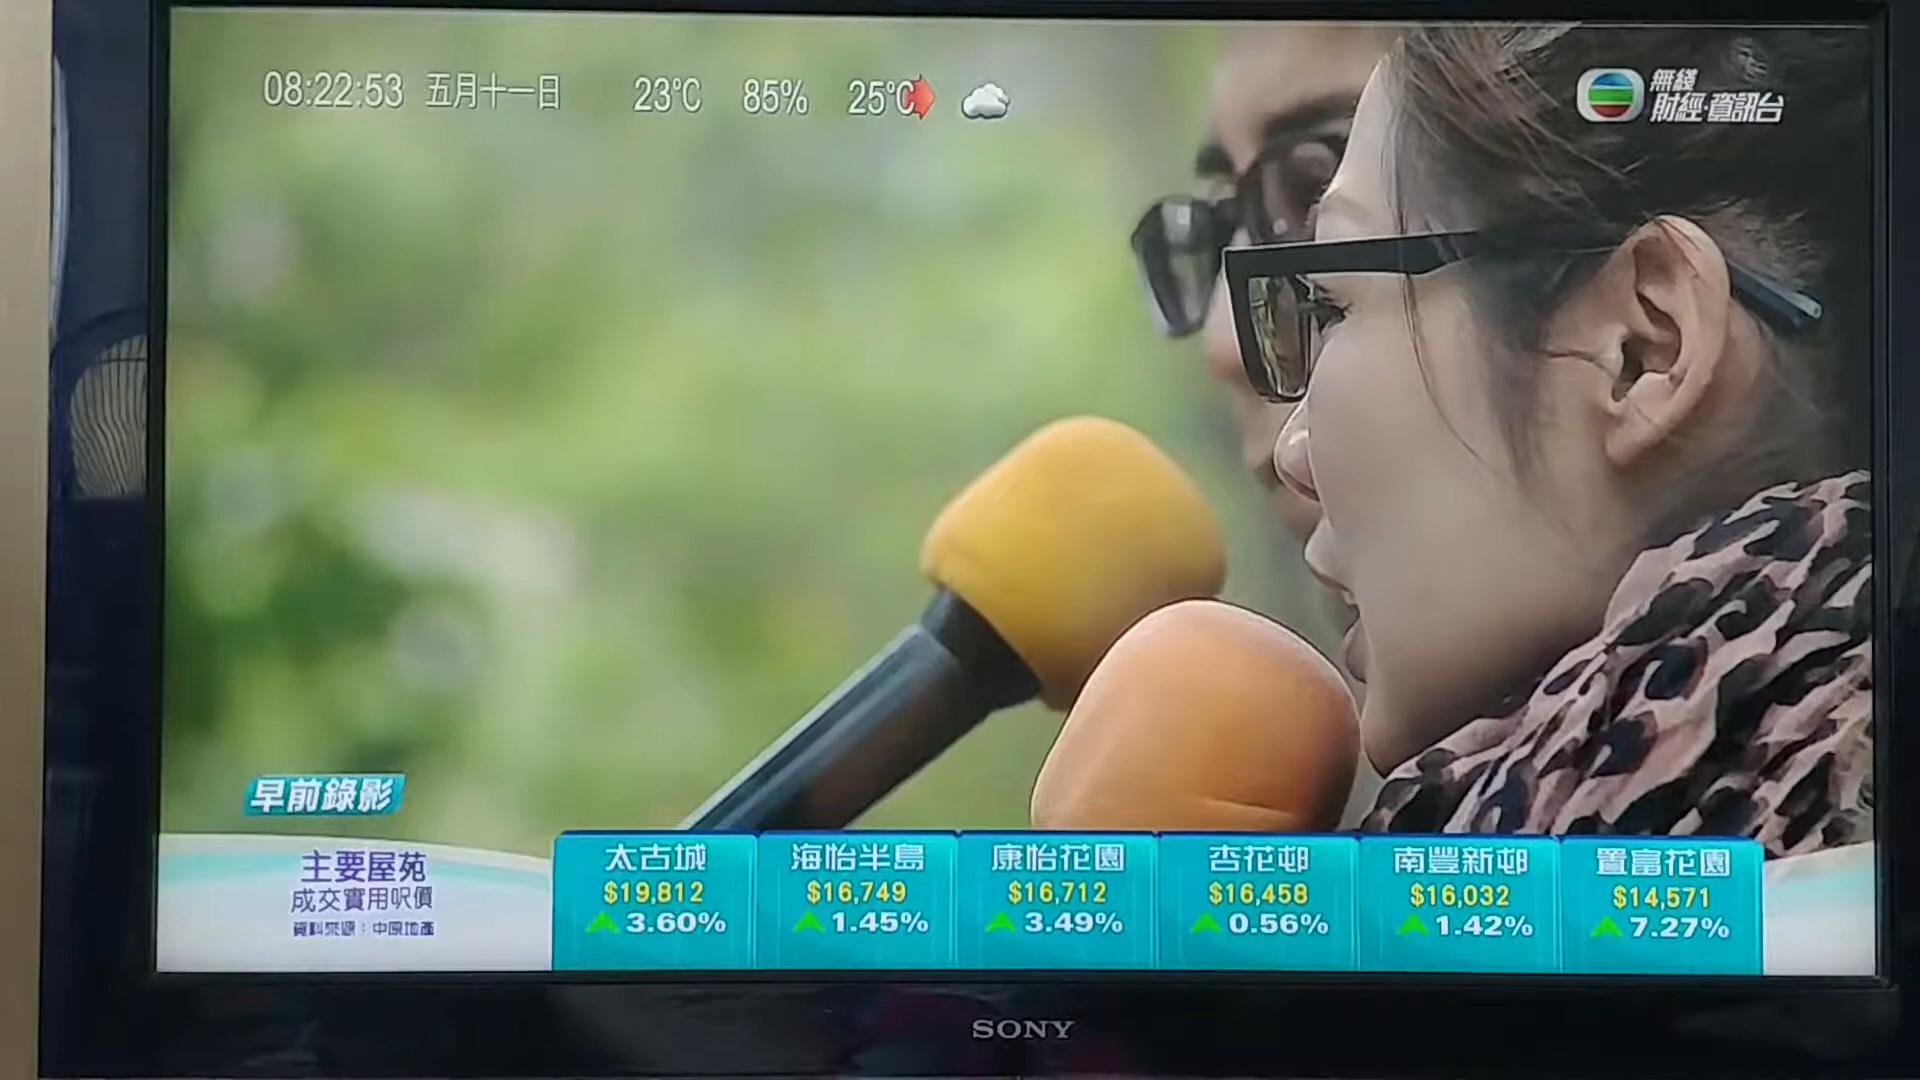 08:22:53 五月十一日 23°C 85% 25°C
無綫
財經·資訊台
早前錄影
主要屋苑
成交實用呎價
資料來源：中原地產
太古城
$19,812
3.60%
海怡半島
$16,749
1.45%
康怡花園
$16,712
3.49%
杏花邨
$16,458
0.56%
南豐新邨
$16,032
1.42%
置富花園
$14,571
7.27%
SONY